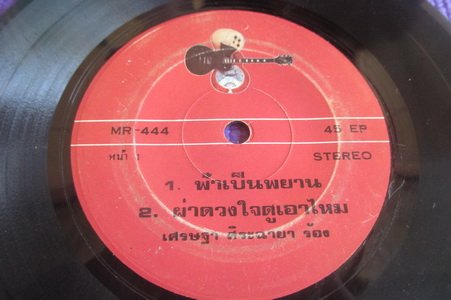 MR-444 45 EP
หน้า 1 STEREO
1. ฟ้าเป็นพยาน
2. ผ่าดวงใจดูเอาไหม
เศรษฐา ศิระฉายา ร้อง